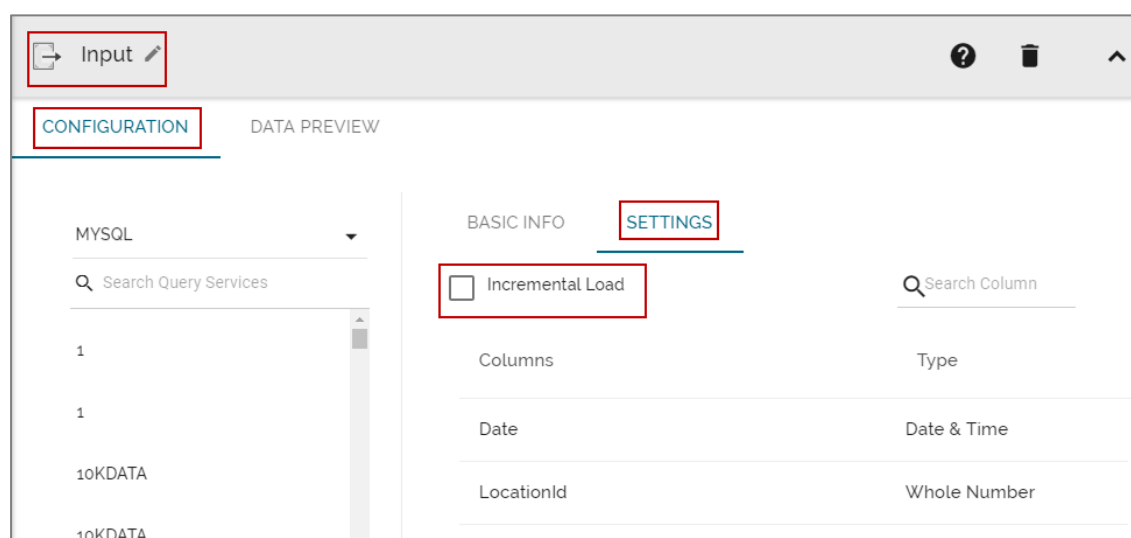 Input
CONFIGURATION DATA PREVIEW
MYSQL
Search Query Services
1
1
10KDATA
10KDATA
BASIC INFO SETTINGS
Incremental Load Search Column
Columns Type
Date Date & Time
LocationId Whole Number